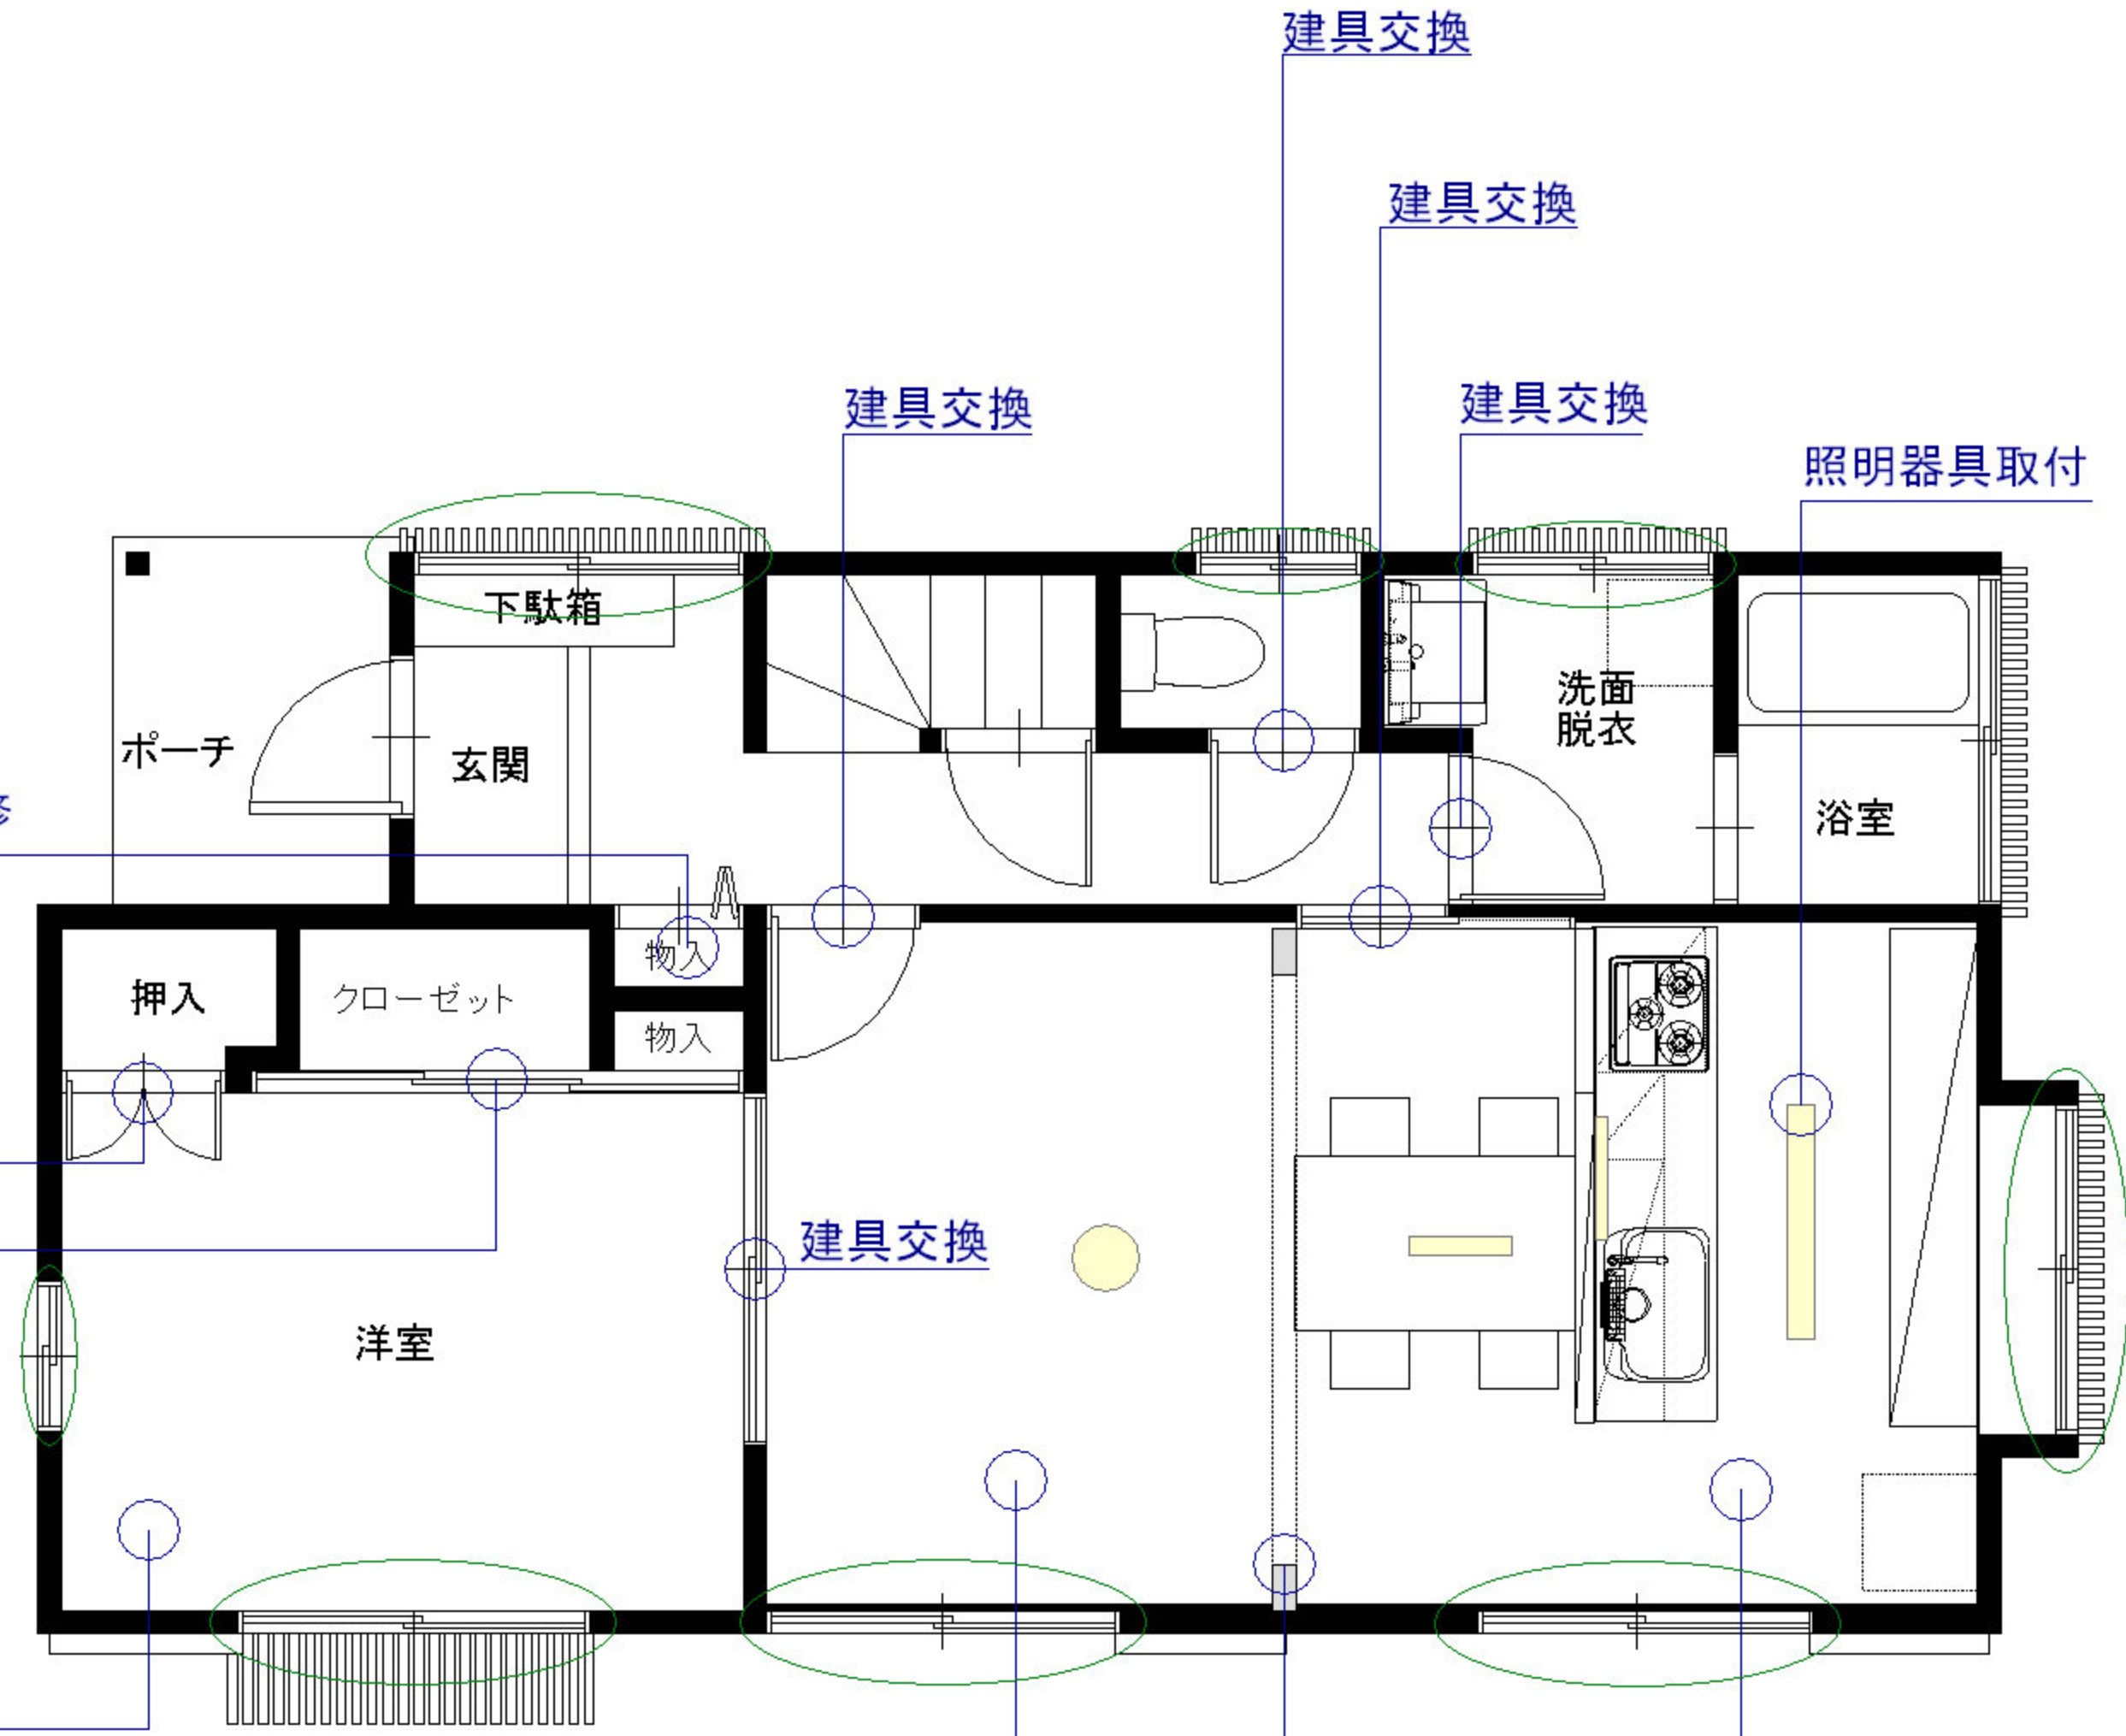 建具交換
建具交換
建具交換
建具交換
照明器具取付
下駄箱
洗面
脱衣
ポーチ
玄関
浴室
物入
押入
クローゼット
物入
建具交換
洋室